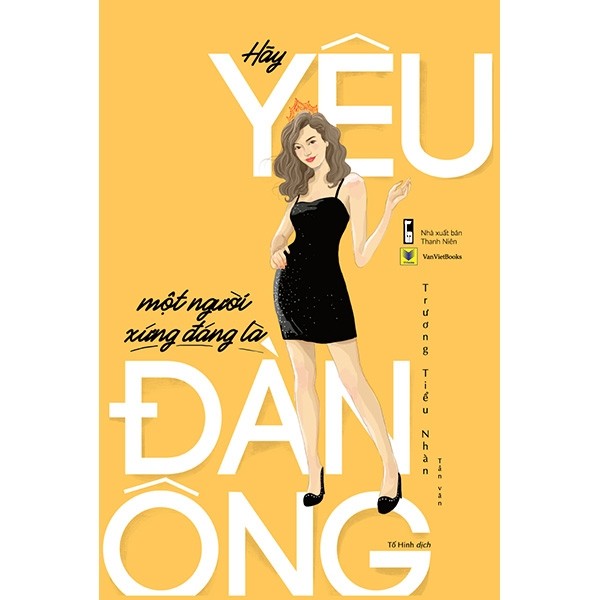 Hãy
YÊU
Nhà xuất bản
Thanh Niên
VanVietBooks
một người
xứng đáng là
ĐÀN
ÔNG
Trương Tiểu Nhàn
Tản văn
Tố Hinh dịch